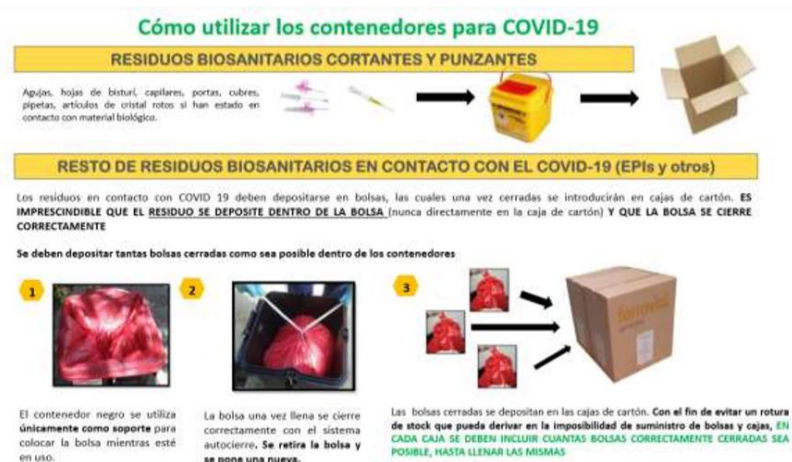 Cómo utilizar los contenedores para COVID-19
RESIDUOS BIOSANITARIOS CORTANTES Y PUNZANTES
Agujas, hojas de bisturí, capilares, portas, cubres,
pipetas, artículos de cristal rotos si han estado en
contacto con material biológico.
RESTO DE RESIDUOS BIOSANITARIOS EN CONTACTO CON EL COVID-19 (EPIs y otros)
Los residuos en contacto con COVID 19 deben depositarse en bolsas, las cuales una vez cerradas se introducirán en cajas de cartón. ES
IMPRESCINDIBLE QUE EL RESIDUO SE DEPOSITE DENTRO DE LA BOLSA (nunca directamente en la caja de cartón) Y QUE LA BOLSA SE CIERRE
CORRECTAMENTE
Se deben depositar tantas bolsas cerradas como sea posible dentro de los contenedores
1
2
3
ferrovial
El contenedor negro se utiliza
únicamente como soporte para
colocar la bolsa mientras esté
en uso.
La bolsa una vez llena se cierre
correctamente con el sistema
autocierre. Se retira la bolsa y
se pone una nueva.
Las bolsas cerradas se depositan en las cajas de cartón. Con el fin de evitar un rotura
de stock que pueda derivar en la imposibilidad de suministro de bolsas y cajas, EN
CADA CAJA SE DEBEN INCLUIR CUANTAS BOLSAS CORRECTAMENTE CERRADAS SEA
POSIBLE, HASTA LLENAR LAS MISMAS